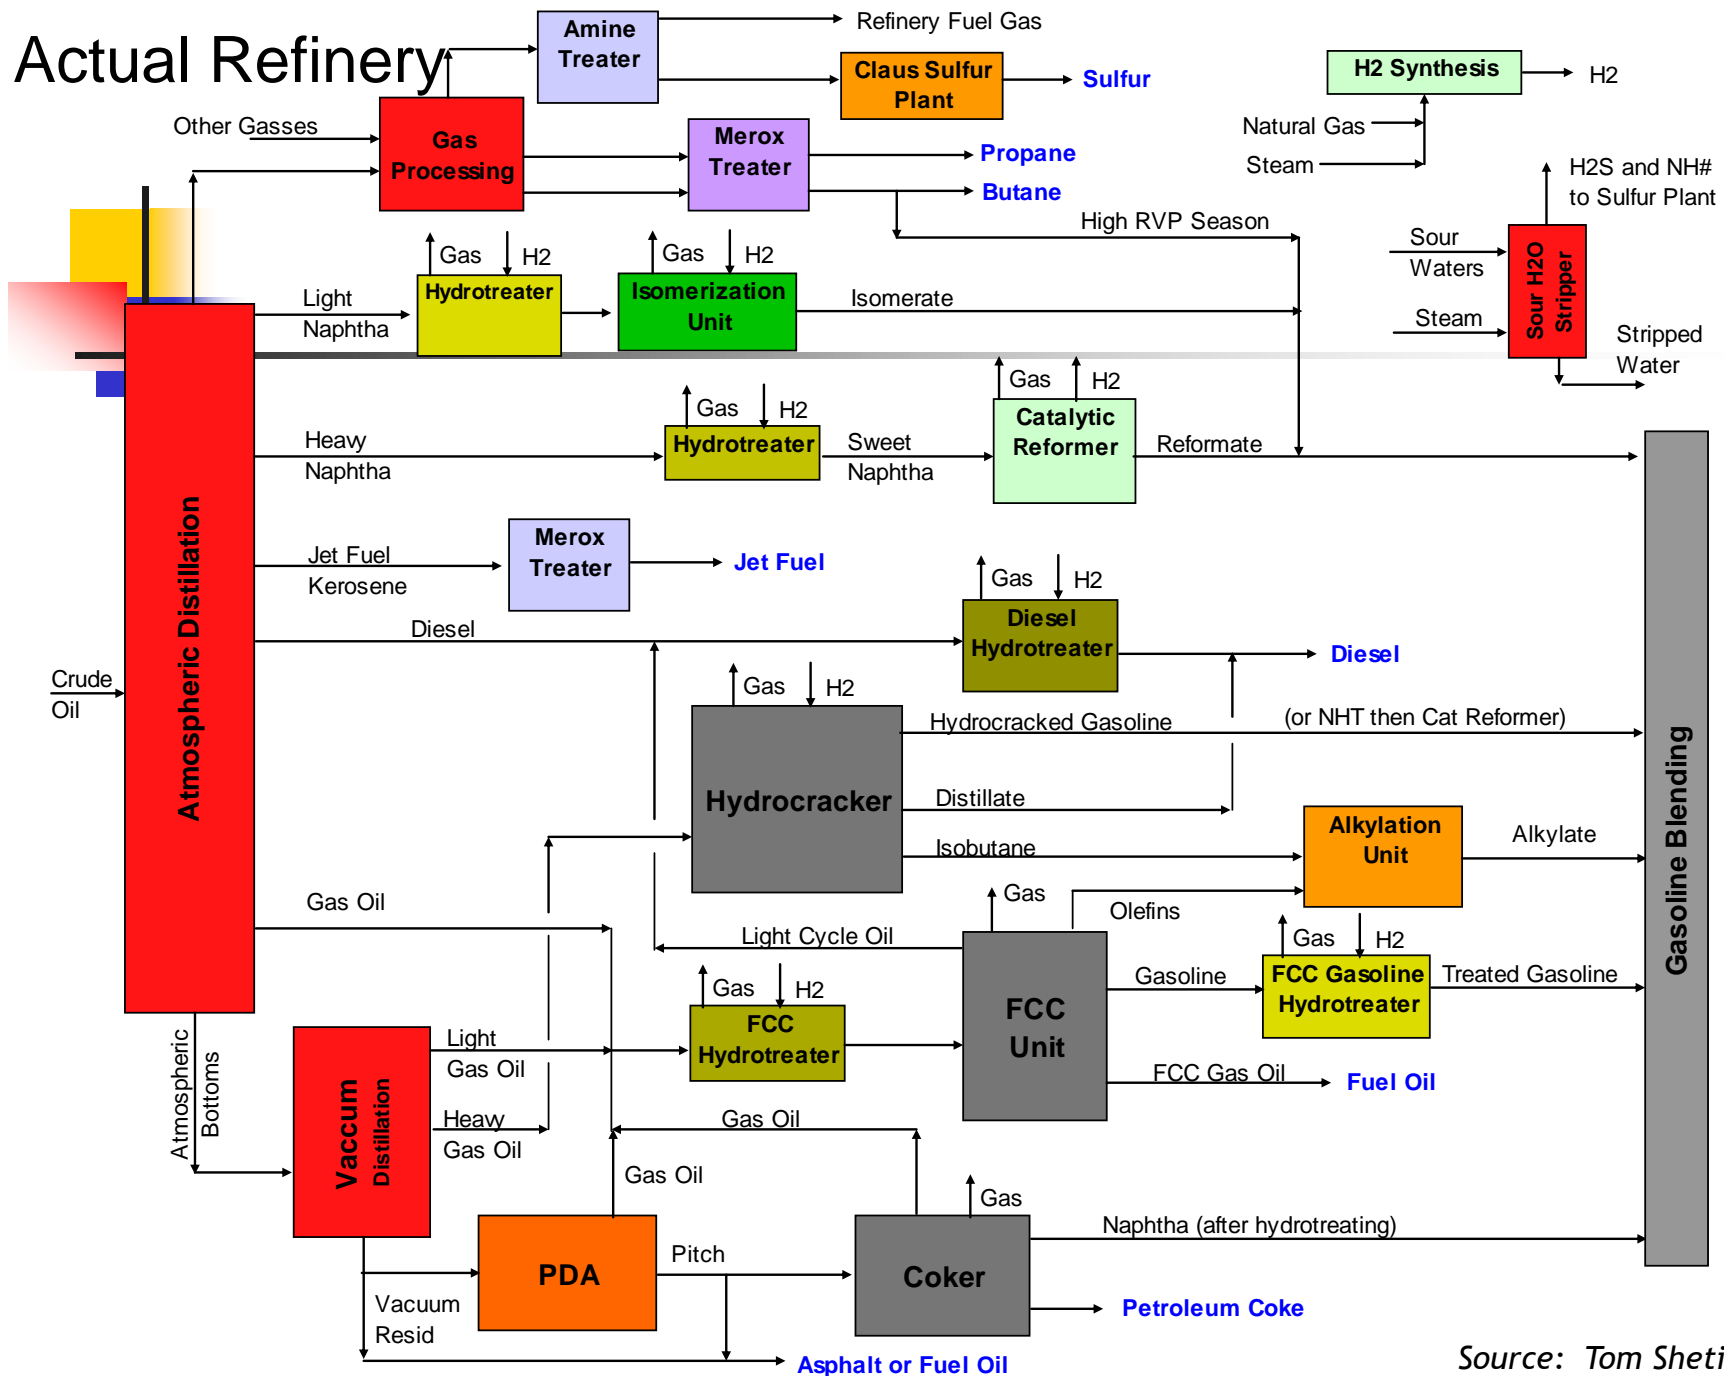 Actual Refinery
Amine
Treater
Refinery Fuel Gas
Claus Sulfur
Plant
Sulfur
H2 Synthesis
H2
Natural Gas
Steam
Other Gasses
Gas
Processing
Merox
Treater
Propane
Butane
High RVP Season
H2S and NH#
to Sulfur Plant
Sour
Waters
Steam
Sour H2O
Stripper
Stripped
Water
Gas
H2
Gas
H2
Light
Naphtha
Hydrotreater
Isomerization
Unit
Isomerate
Gas
H2
Gas
H2
Heavy
Naphtha
Hydrotreater
Sweet
Naphtha
Catalytic
Reformer
Reformate
Jet Fuel
Kerosene
Merox
Treater
Jet Fuel
Gas
H2
Diesel
Diesel
Hydrotreater
Diesel
Crude
Oil
Atmospheric Distillation
Gas
H2
Hydrocracker
Hydrocracked Gasoline
(or NHT then Cat Reformer)
Distillate
Isobutane
Alkylation
Unit
Alkylate
Gasoline Blending
Gas Oil
Gas
Olefins
Light Cycle Oil
Gas
H2
FCC
Hydrotreater
FCC
Unit
Gasoline
Gas
H2
FCC Gasoline
Hydrotreater
Treated Gasoline
FCC Gas Oil
Fuel Oil
Atmospheric
Bottoms
Vaccum
Distillation
Light
Gas Oil
Heavy
Gas Oil
Gas Oil
Gas Oil
Gas
PDA
Pitch
Coker
Naphtha (after hydrotreating)
Petroleum Coke
Vacuum
Resid
Asphalt or Fuel Oil
Source: Tom Sheti